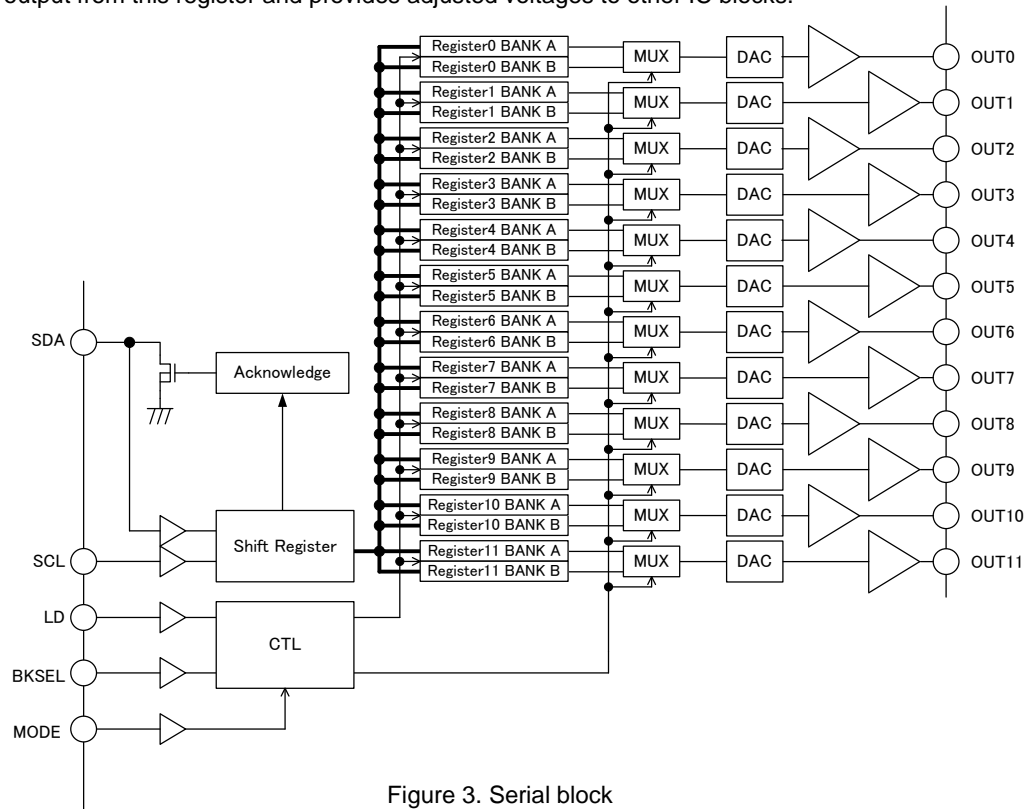 output from this register and provides adjusted voltages to other IC blocks.
Register0 BANK A
Register0 BANK B
MUX
DAC
OUT0
Register1 BANK A
Register1 BANK B
MUX
DAC
OUT1
Register2 BANK A
Register2 BANK B
MUX
DAC
OUT2
Register3 BANK A
Register3 BANK B
MUX
DAC
OUT3
Register4 BANK A
Register4 BANK B
MUX
DAC
OUT4
Register5 BANK A
Register5 BANK B
MUX
DAC
OUT5
Register6 BANK A
Register6 BANK B
MUX
DAC
OUT6
Register7 BANK A
Register7 BANK B
MUX
DAC
OUT7
Register8 BANK A
Register8 BANK B
MUX
DAC
OUT8
Register9 BANK A
Register9 BANK B
MUX
DAC
OUT9
Register10 BANK A
Register10 BANK B
MUX
DAC
OUT10
Register11 BANK A
Register11 BANK B
MUX
DAC
OUT11
SDA
Acknowledge
SCL
Shift Register
LD
CTL
BKSEL
MODE
Figure 3. Serial block